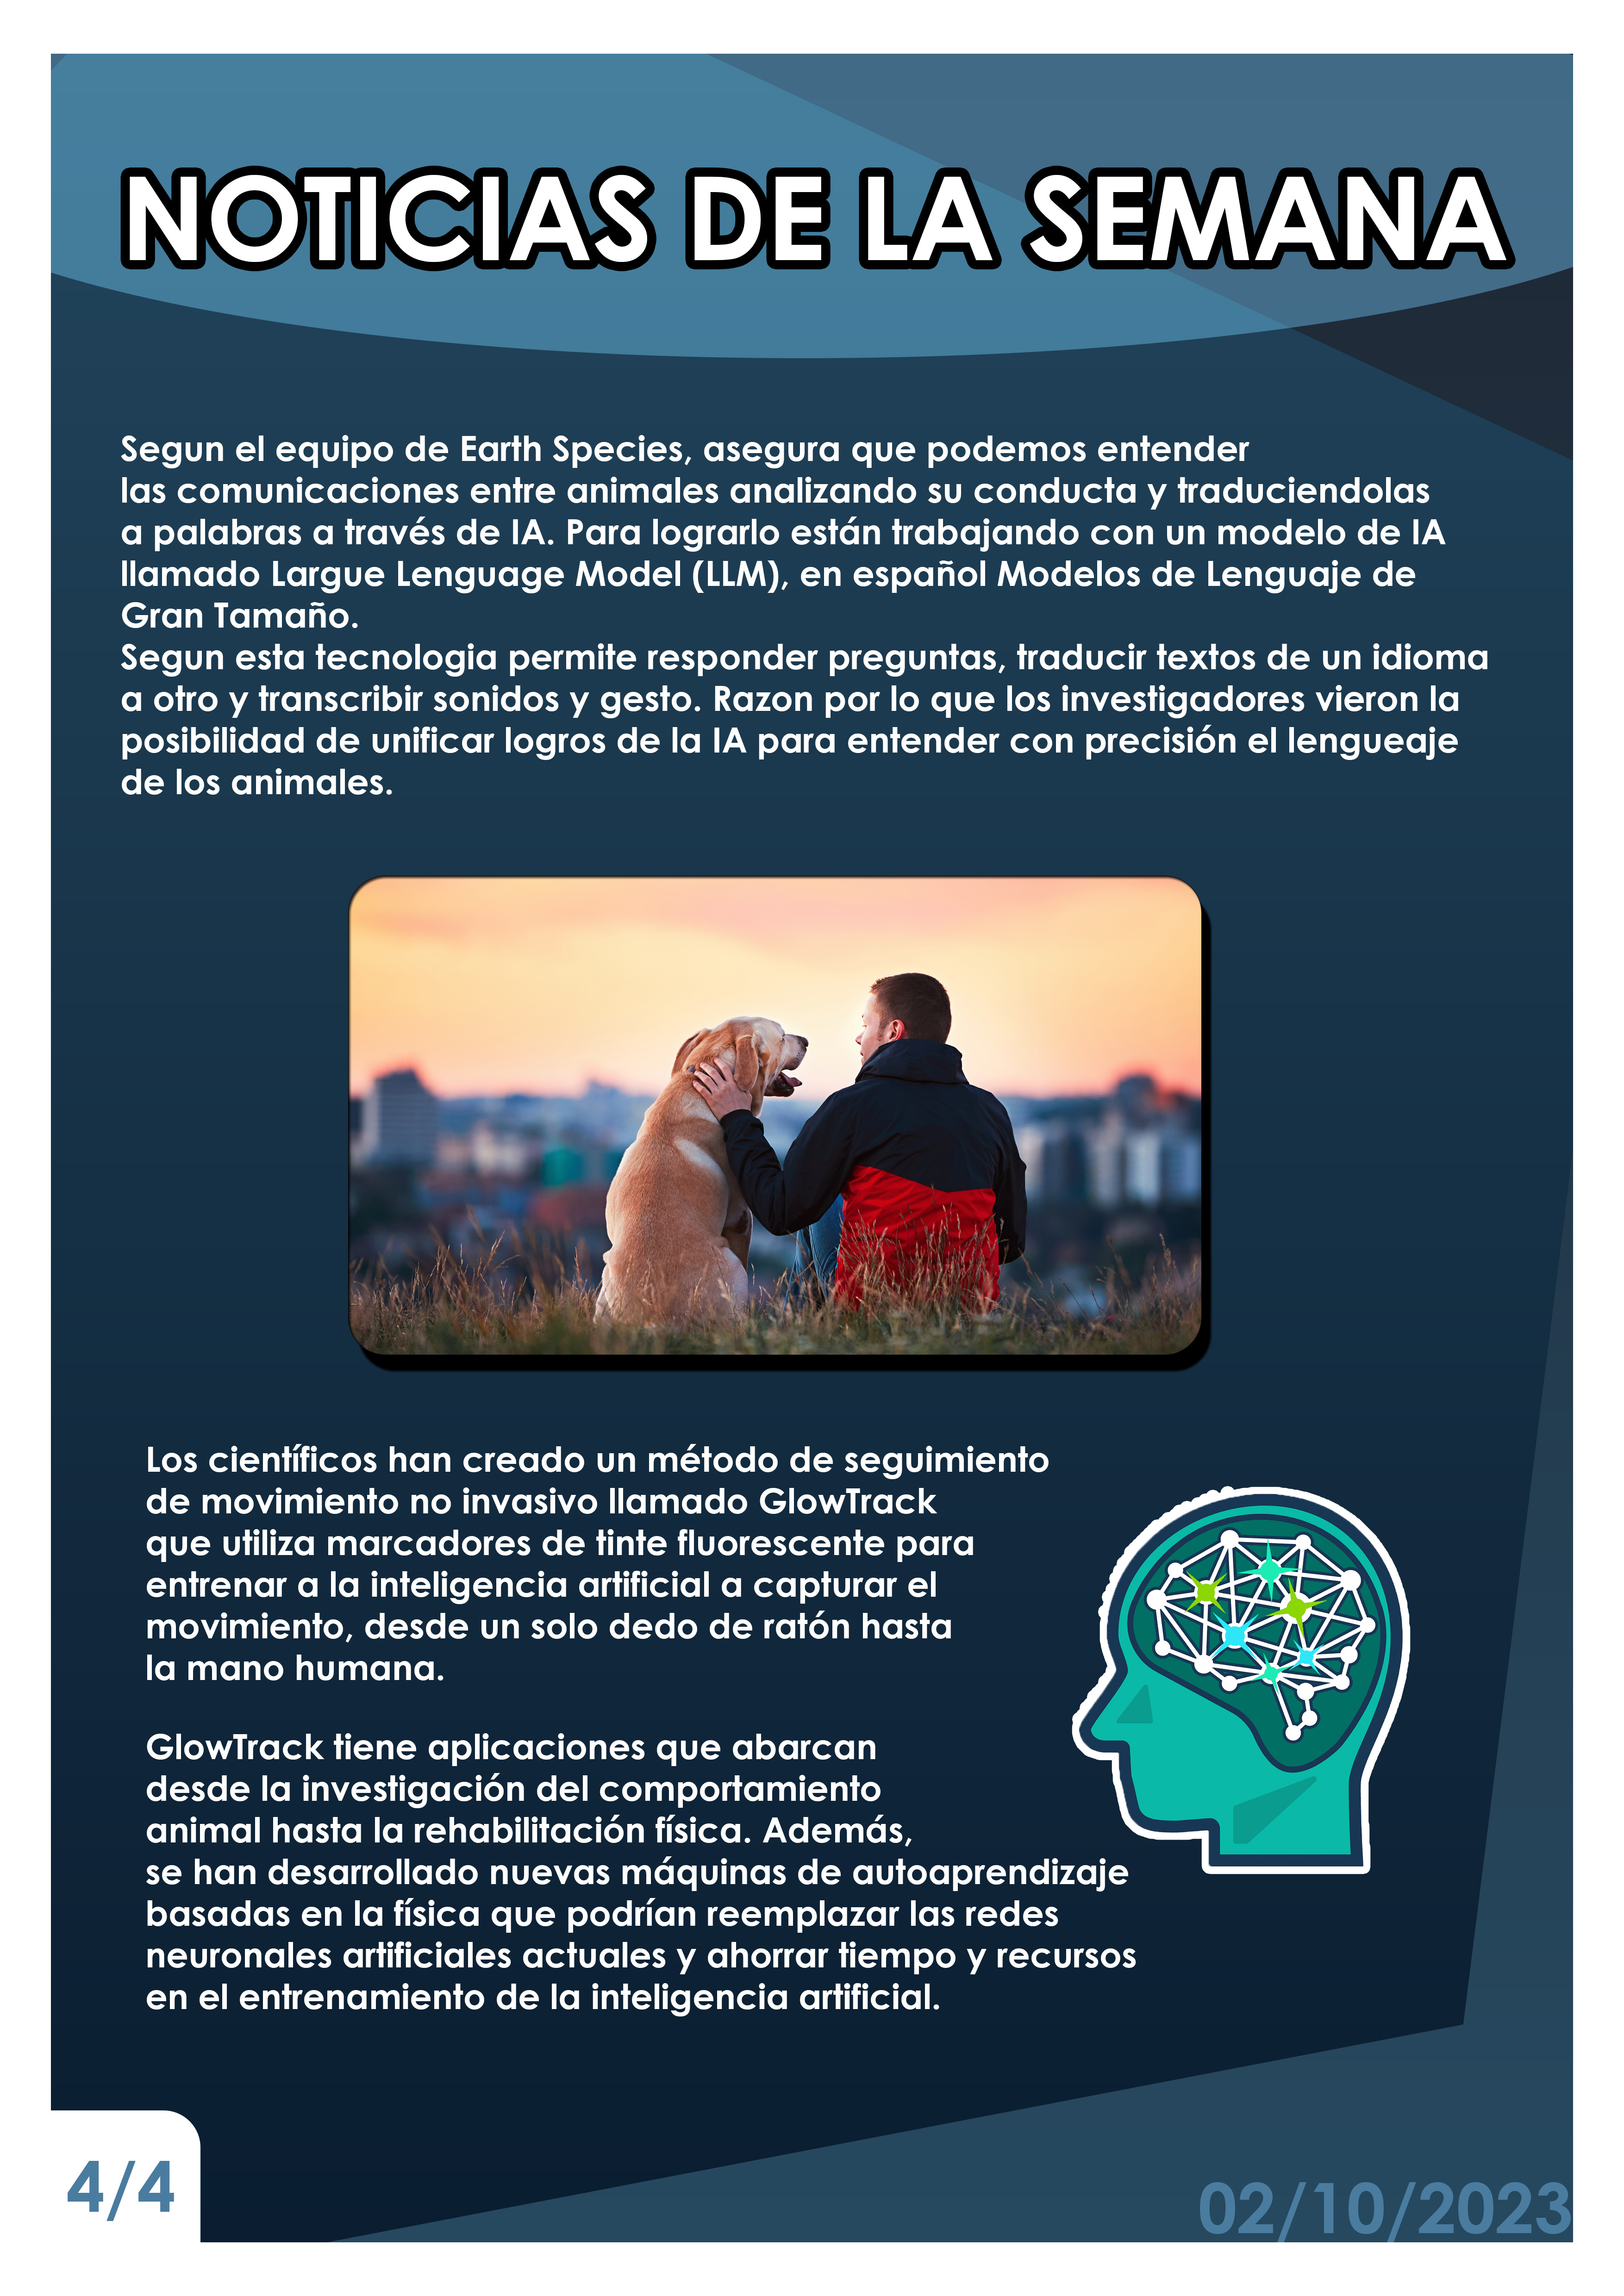 NOTICIAS DE LA SEMANA
Segun el equipo de Earth Species, asegura que podemos entender
las comunicaciones entre animales analizando su conducta y traduciendolas
a palabras a través de IA. Para lograrlo están trabajando con un modelo de IA
llamado Largue Lenguage Model (LLM), en español Modelos de Lenguaje de
Gran Tamaño.
Segun esta tecnologia permite responder preguntas, traducir textos de un idioma
a otro y transcribir sonidos y gesto. Razon por lo que los investigadores vieron la
posibilidad de unificar logros de la IA para entender con precisión el lengueaje
de los animales.
Los científicos han creado un método de seguimiento
de movimiento no invasivo llamado GlowTrack
que utiliza marcadores de tinte fluorescente para
entrenar a la inteligencia artificial a capturar el
movimiento, desde un solo dedo de ratón hasta
la mano humana.
GlowTrack tiene aplicaciones que abarcan
desde la investigación del comportamiento
animal hasta la rehabilitación física. Además,
se han desarrollado nuevas máquinas de autoaprendizaje
basadas en la física que podrían reemplazar las redes
neuronales artificiales actuales y ahorrar tiempo y recursos
en el entrenamiento de la inteligencia artificial.
4/4
02/10/2023